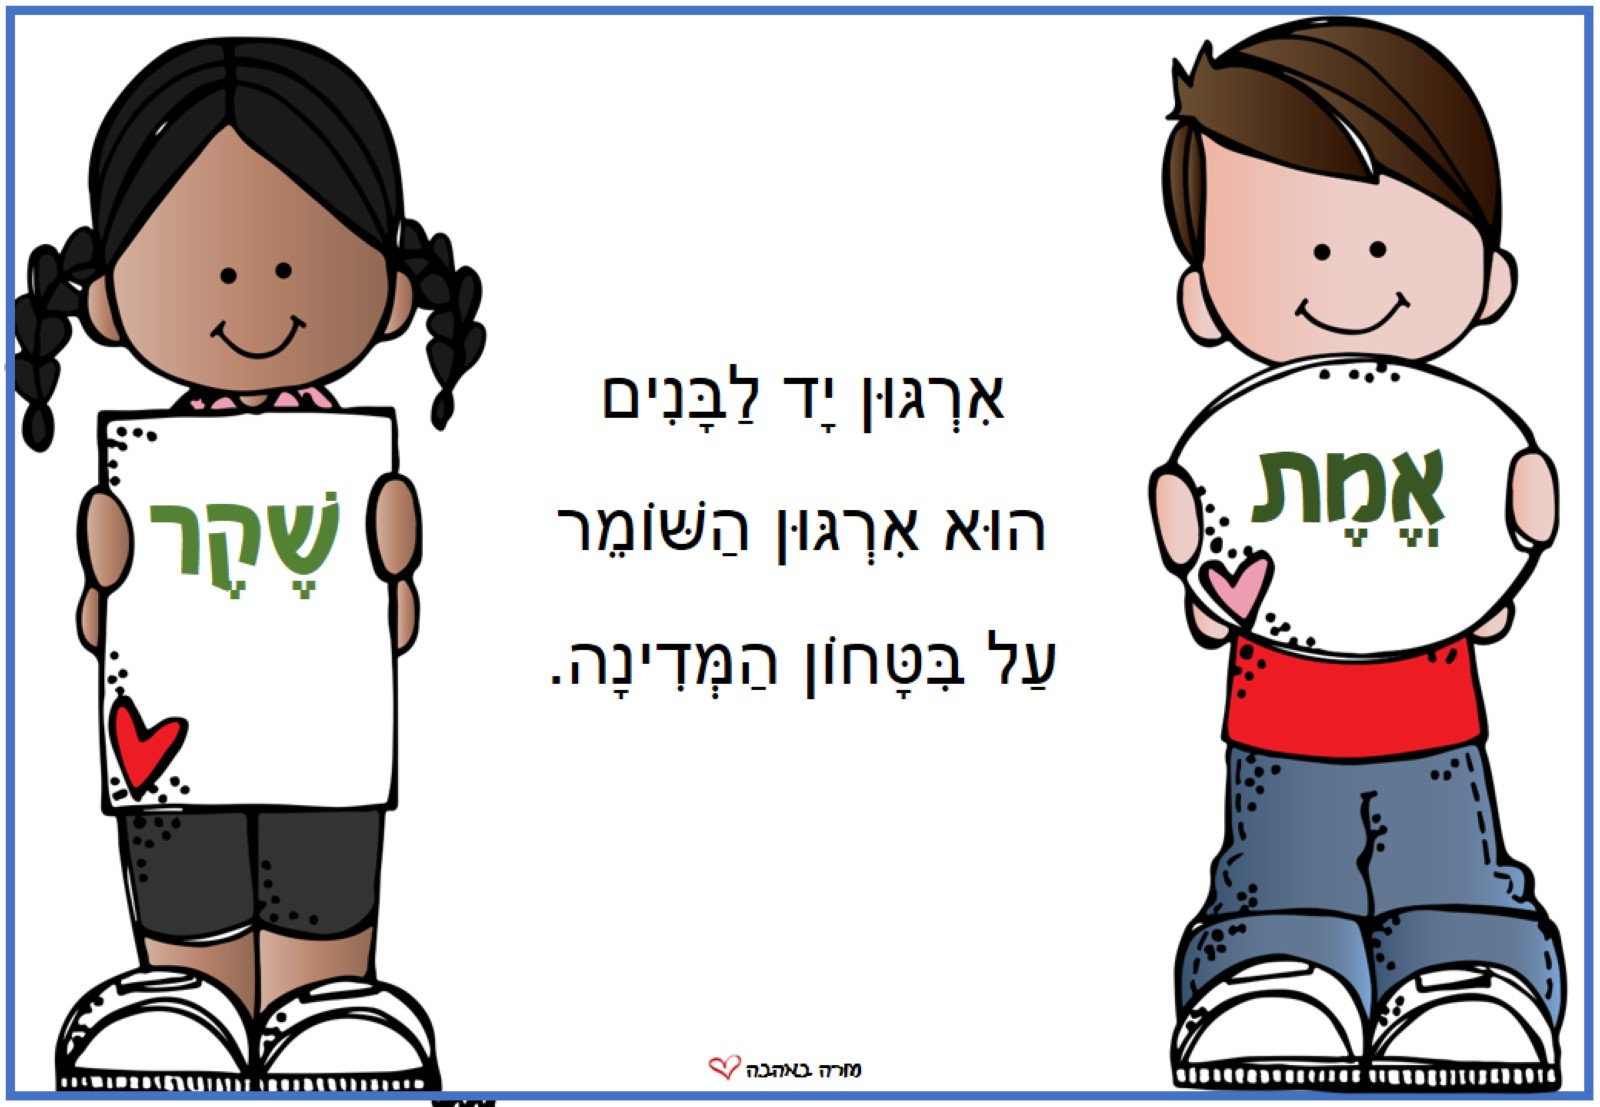 אִרְגּוּן יָד לַבָּנִים
הוּא אִרְגּוּן הַשּׁוֹמֵר
עַל בִּטָּחוֹן הַמְּדִינָה.
אֱמֶת
שֶׁקֶר
מורה באהבה